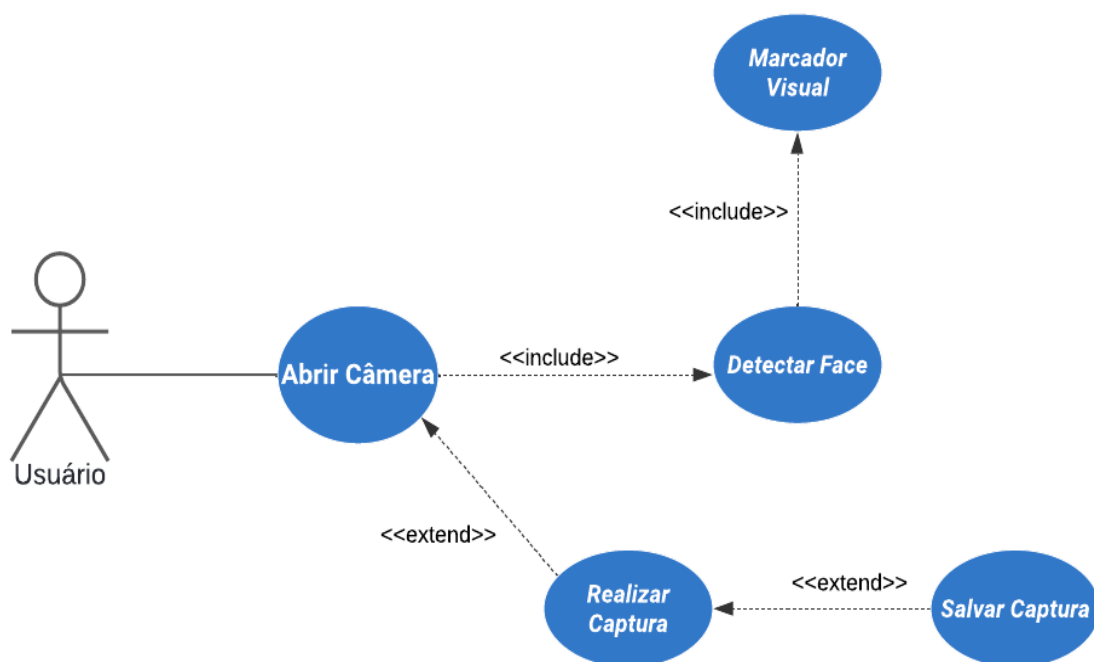 Marcador
Visual
<<include>>
Abrir Câmera
<<include>>
Detectar Face
Usuário
<<extend>>
Realizar
Captura
<<extend>>
Salvar Captura